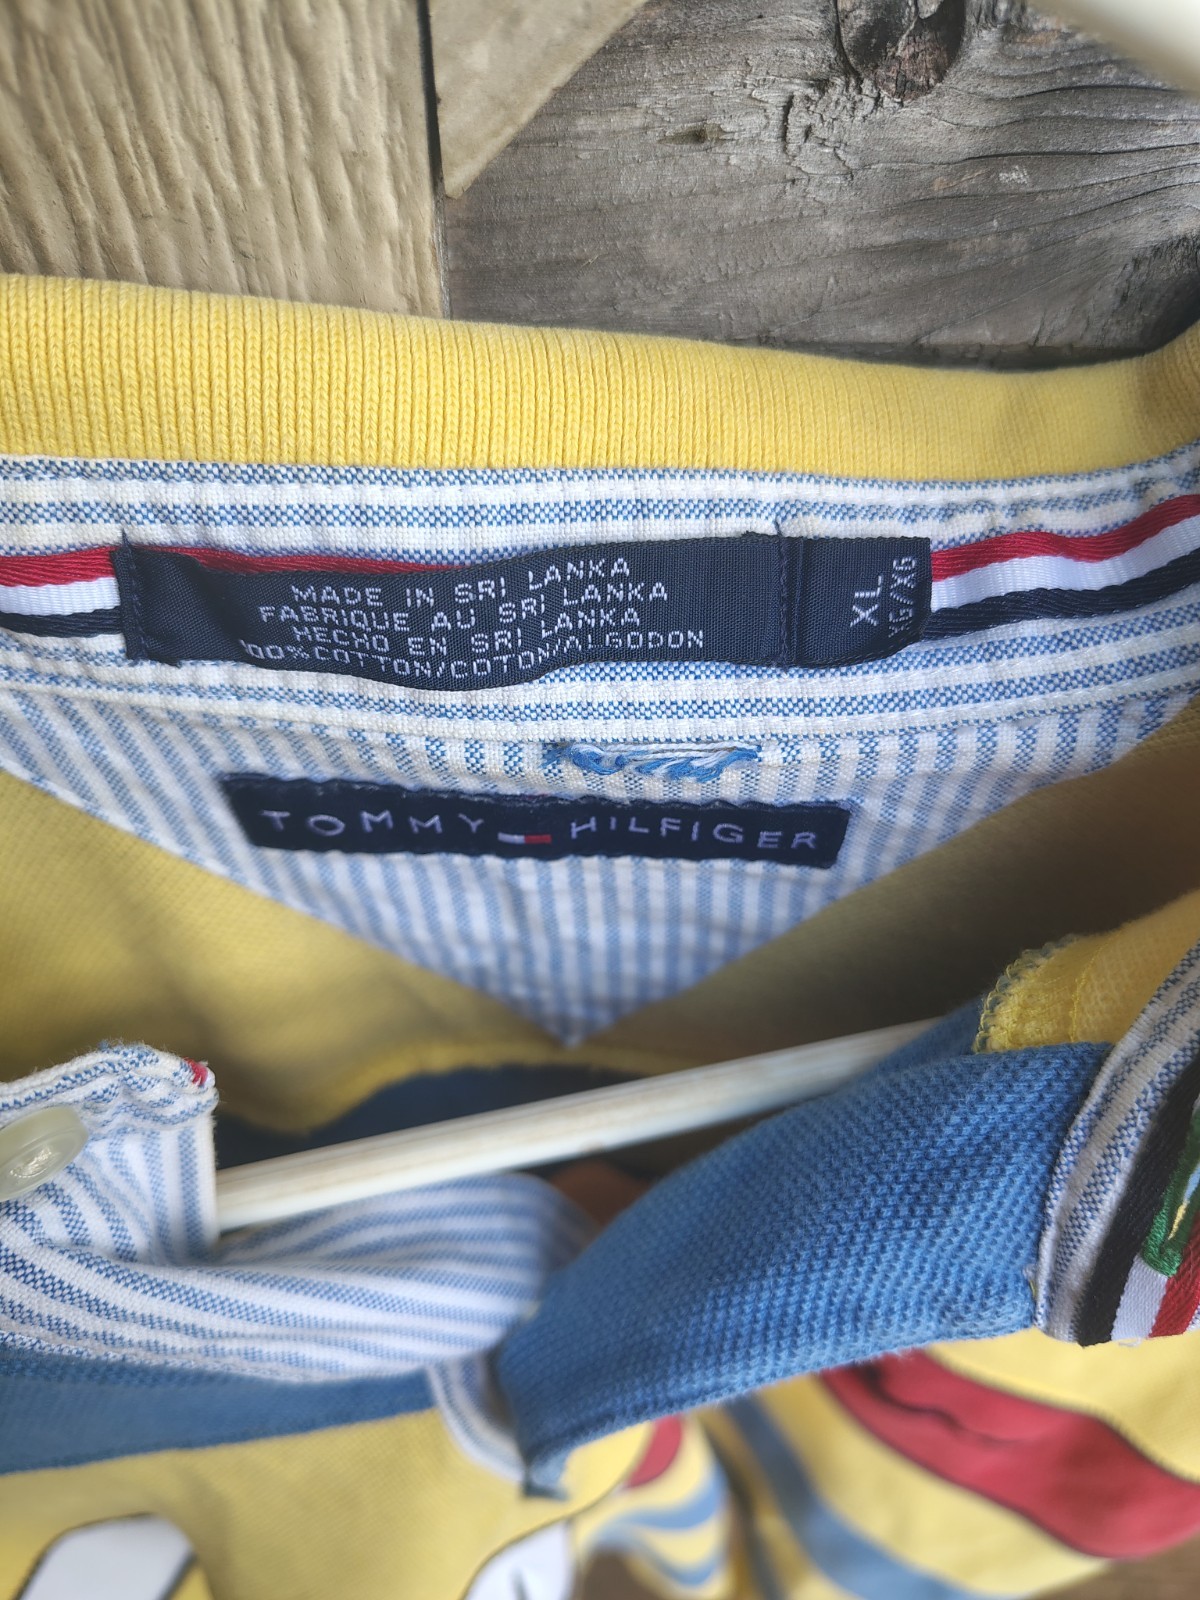 MADE IN SRI LANKA
FABRIQUE AU SRI LANKA
HECHO EN SRI LANKA
100% COTTON/COTON/ALGODON
XL
XG/XG
TOMMY HILFIGER